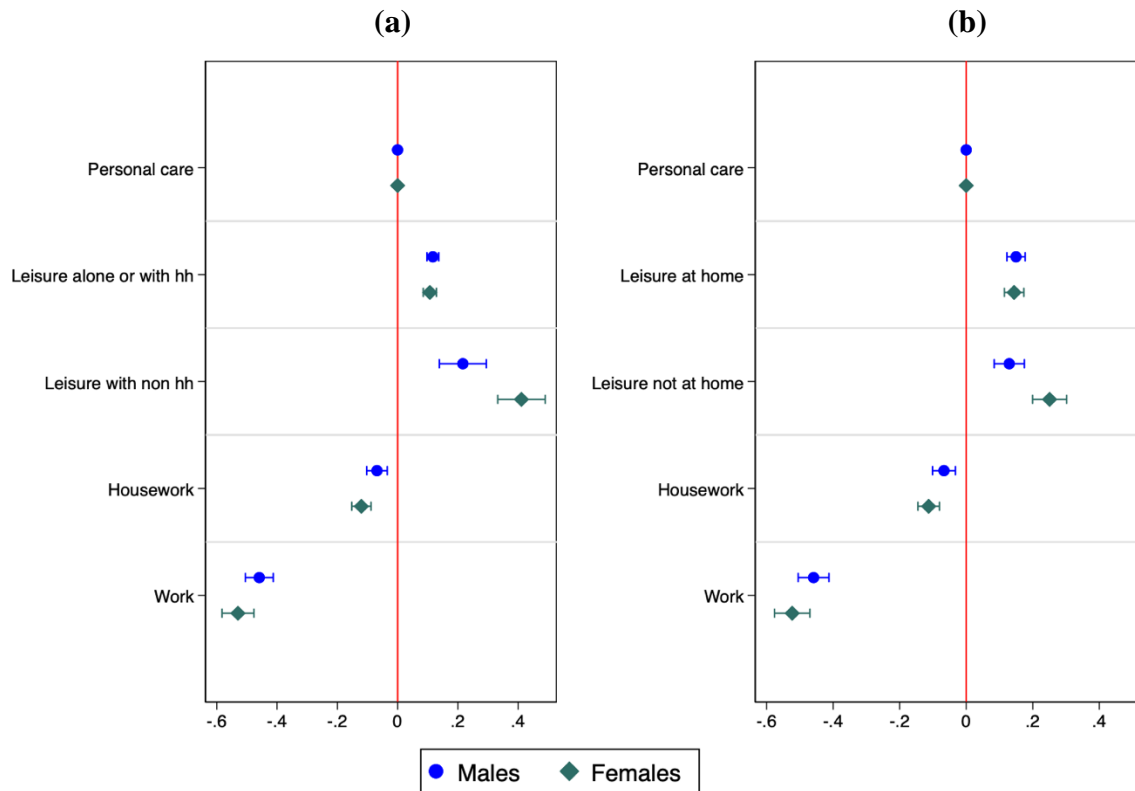 (a)
Personal care
Leisure alone or with hh
Leisure with non hh
Housework
Work
-.6 -.4 -.2 0 .2 .4
(b)
Personal care
Leisure at home
Leisure not at home
Housework
Work
-.6 -.4 -.2 0 .2 .4
Males Females